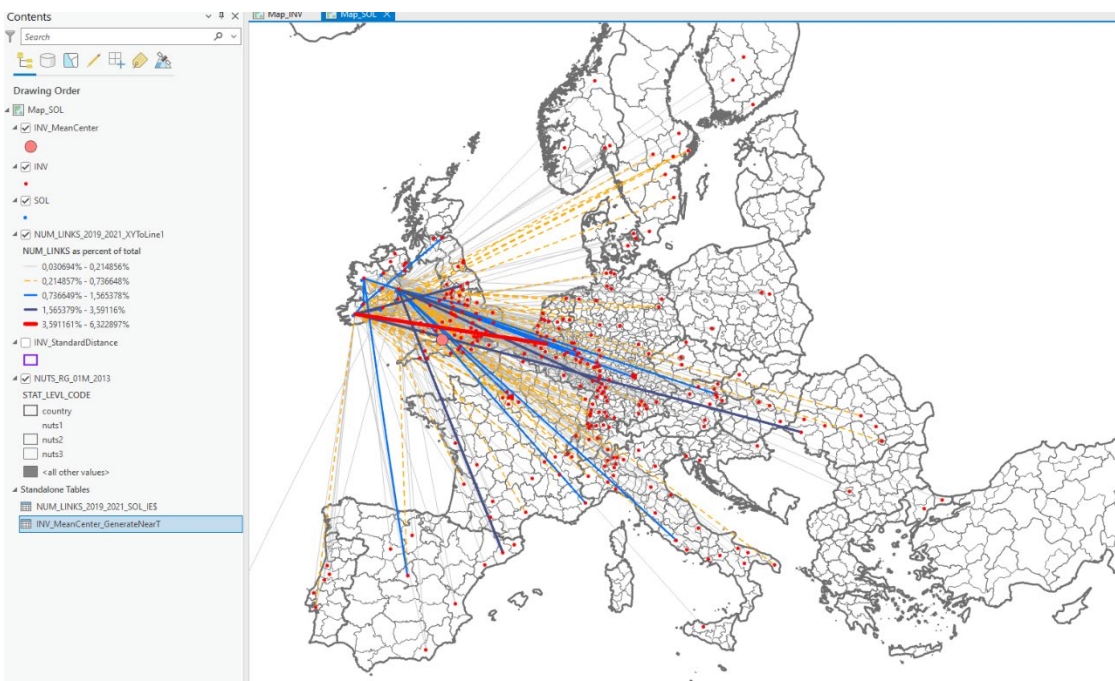 Contents
Map_INV
Map_SOL
Search
Drawing Order
Map_SOL
INV_MeanCenter
INV
SOL
NUM_LINKS_2019_2021_XYToLine1
NUM_LINKS as percent of total
0,030694% - 0,214856%
0,214857% - 0,736648%
0,736649% - 1,565378%
1,565379% - 3,59116%
3,591161% - 6,322897%
INV_StandardDistance
NUTS_RG_01M_2013
STAT_LEVL_CODE
country
nuts1
nuts2
nuts3
<all other values>
Standalone Tables
NUM_LINKS_2019_2021_SOL_IE$
INV_MeanCenter_GenerateNearT